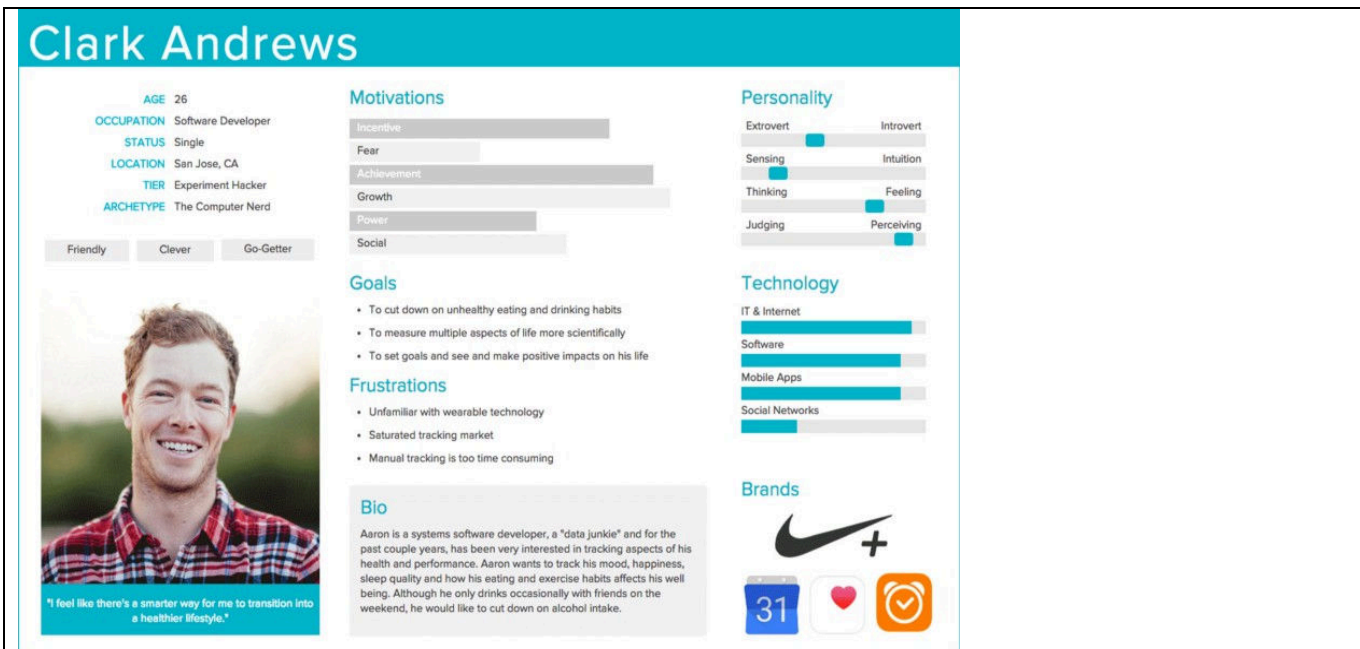 Clark Andrews
AGE 26
OCCUPATION Software Developer
STATUS Single
LOCATION San Jose, CA
TIER Experiment Hacker
ARCHETYPE The Computer Nerd
Friendly Clever Go-Getter
"I feel like there's a smarter way for me to transition into
a healthier lifestyle."
Motivations
Incentive
Fear
Achievement
Growth
Power
Social
Goals
• To cut down on unhealthy eating and drinking habits
• To measure multiple aspects of life more scientifically
• To set goals and see and make positive impacts on his life
Frustrations
• Unfamiliar with wearable technology
• Saturated tracking market
• Manual tracking is too time consuming
Bio
Aaron is a systems software developer, a "data junkie" and for the
past couple years, has been very interested in tracking aspects of his
health and performance. Aaron wants to track his mood, happiness,
sleep quality and how his eating and exercise habits affects his well
being. Although he only drinks occasionally with friends on the
weekend, he would like to cut down on alcohol intake.
Personality
Extrovert Introvert
Sensing Intuition
Thinking Feeling
Judging Perceiving
Technology
IT & Internet
Software
Mobile Apps
Social Networks
Brands
+
31